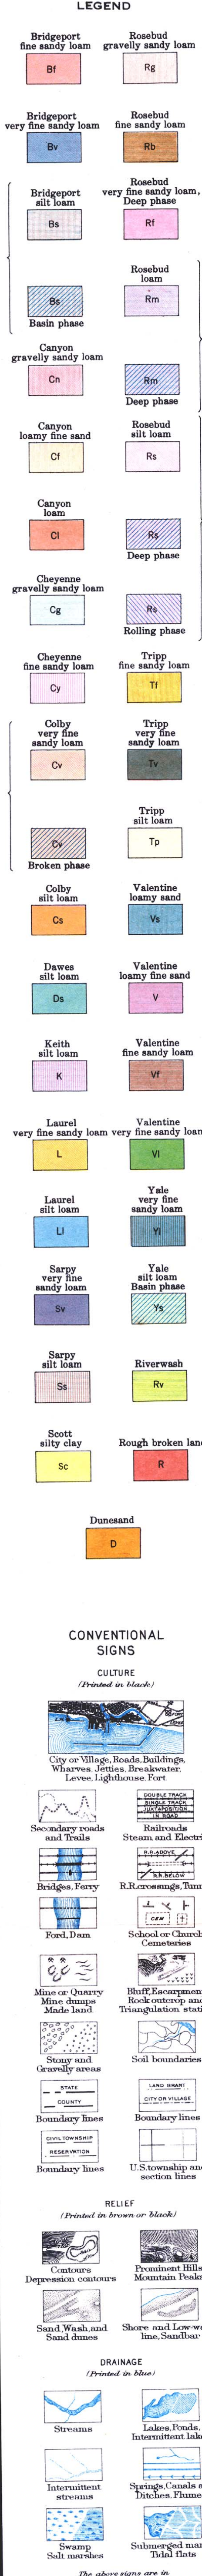 LEGEND
Bridgeport
fine sandy loam
Bf
Rosebud
gravelly sandy loam
Rg
Bridgeport
very fine sandy loam
Bv
Rosebud
fine sandy loam
Rb
Bridgeport
silt loam
Bs
Rosebud
very fine sandy loam,
Deep phase
Rf
Bs
Basin phase
Rosebud
loam
Rm
Canyon
gravelly sandy loam
Cn
Rm
Deep phase
Canyon
loamy fine sand
Cf
Rosebud
silt loam
Rs
Canyon
loam
Cl
Rs
Deep phase
Cheyenne
gravelly sandy loam
Cg
Rs
Rolling phase
Cheyenne
fine sandy loam
Cy
Tripp
fine sandy loam
Tf
Colby
very fine
sandy loam
Cv
Tripp
very fine
sandy loam
Tv
Cv
Broken phase
Tripp
silt loam
Tp
Colby
silt loam
Cs
Valentine
loamy sand
Vs
Dawes
silt loam
Ds
Valentine
loamy fine sand
V
Keith
silt loam
K
Valentine
fine sandy loam
Vf
Laurel
very fine sandy loam
L
Valentine
very fine sandy loam
Vl
Laurel
silt loam
Ll
Yale
very fine
sandy loam
Yl
Sarpy
very fine
sandy loam
Sv
Yale
silt loam
Basin phase
Ys
Sarpy
silt loam
Ss
Riverwash
Rv
Scott
silty clay
Sc
Rough broken land
R
Dunesand
D
CONVENTIONAL
SIGNS
CULTURE
(Printed in black)
City or Village, Roads, Buildings,
Wharves, Jetties, Breakwater,
Levee, Lighthouse, Fort
Secondary roads
and Trails
DOUBLE TRACK
SINGLE TRACK
JUXTAPOSITION
IN ROAD
Railroads
Steam and Electri
Bridges, Ferry
R.R. ABOVE
R.R. BELOW
R.R. crossings, Tunn
Ford, Dam
CEM
School or Church
Cemeteries
Mine or Quarry
Mine dumps
Made land
Bluff, Escarpmen
Rock outcrop and
Triangulation stati
Stony and
Gravelly areas
Soil boundaries
STATE
COUNTY
Boundary lines
LAND GRANT
CITY OR VILLAGE
Boundary lines
CIVIL TOWNSHIP
RESERVATION
Boundary lines
U.S. township an
section lines
RELIEF
(Printed in brown or black)
Contours
Depression contours
Prominent Hills
Mountain Peaks
Sand, Wash, and
Sand dunes
Shore and Low-wa
line, Sandbar
DRAINAGE
(Printed in blue)
Streams
Lakes, Ponds,
Intermittent lake
Intermittent
streams
Springs, Canals a
Ditches, Flume
Swamp
Salt marshes
Submerged mar
Tidal flats
The above signs are in